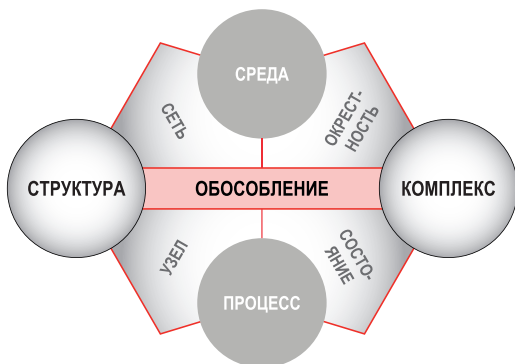 СРЕДА
СЕТЬ
ОКРЕСТ-
НОСТЬ
СТРУКТУРА
ОБОСОБЛЕНИЕ
КОМПЛЕКС
УЗЕЛ
СОСТО-
ЯНИЕ
ПРОЦЕСС